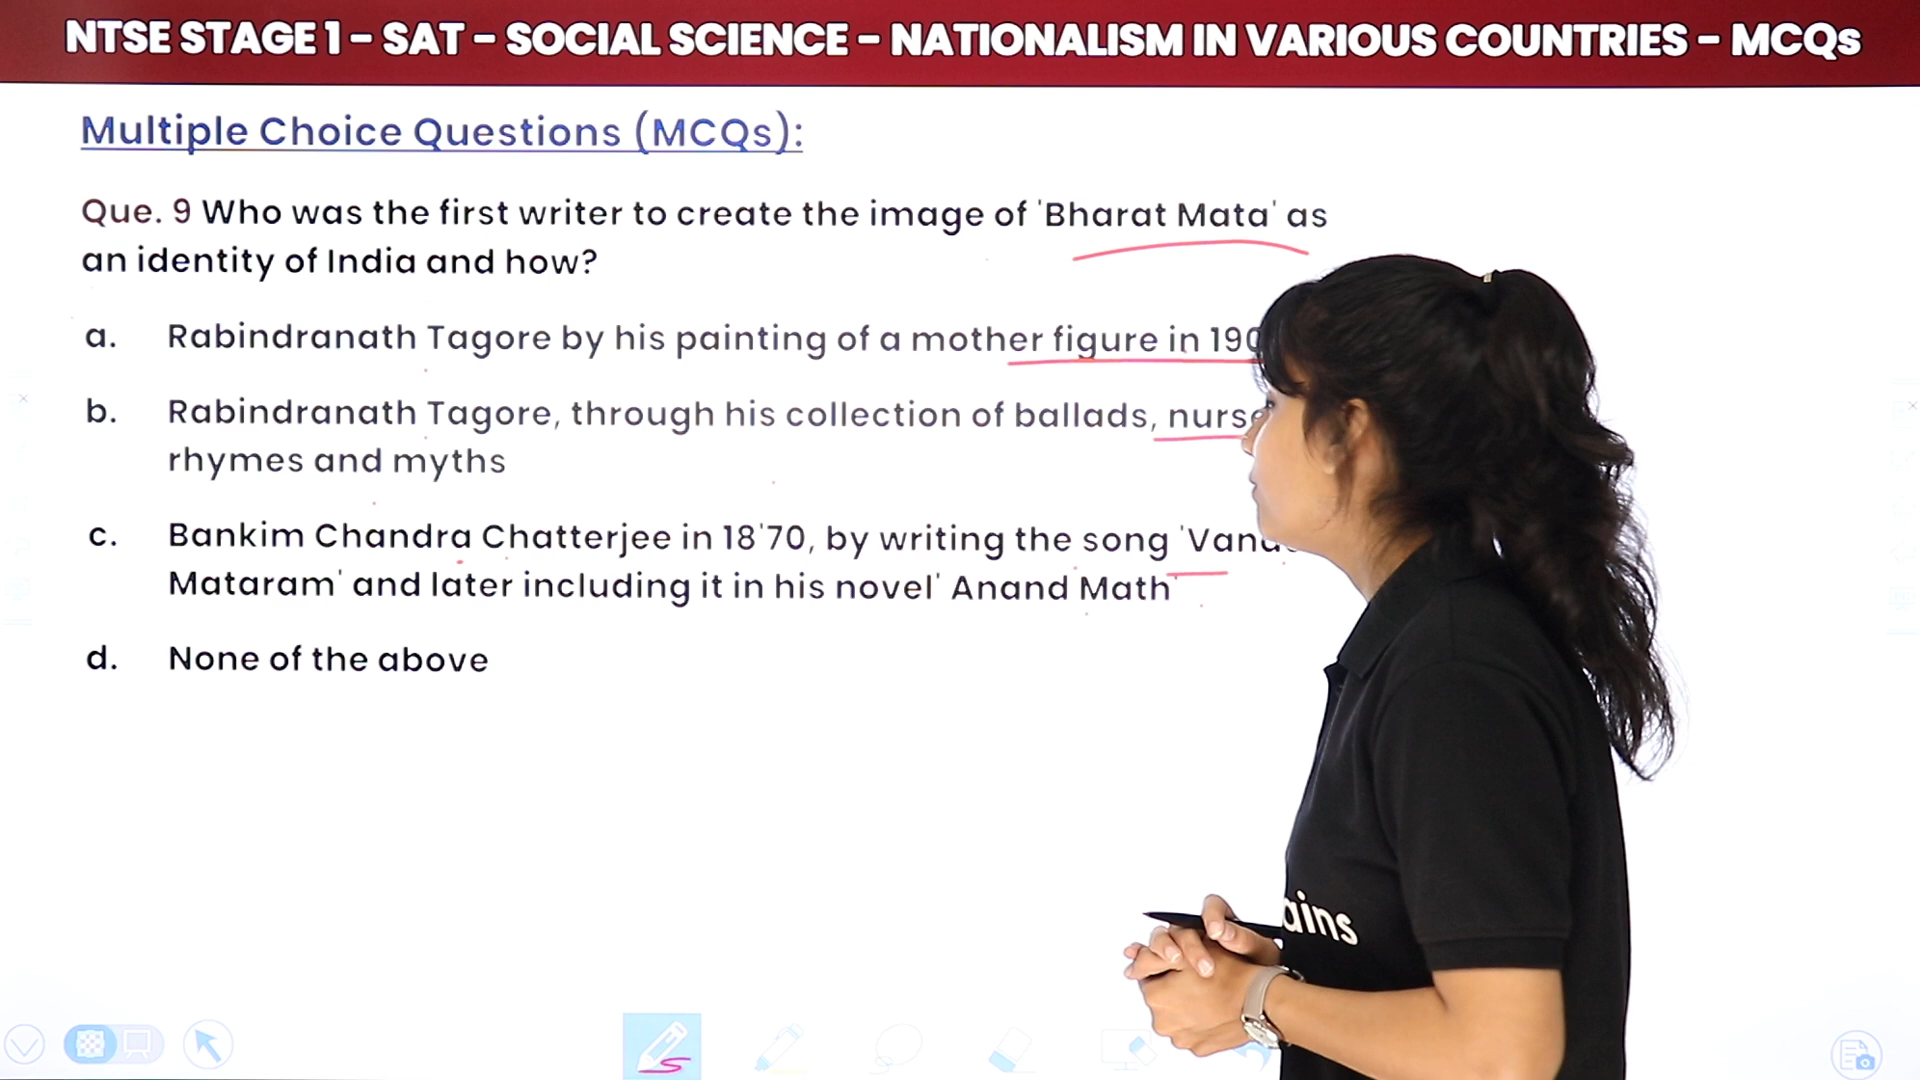 NTSE STAGE 1 – SAT – SOCIAL SCIENCE – NATIONALISM IN VARIOUS COUNTRIES – MCQs
Multiple Choice Questions (MCQs):
Que. 9 Who was the first writer to create the image of 'Bharat Mata' as
an identity of India and how?
a. Rabindranath Tagore by his painting of a mother figure in
b. Rabindranath Tagore, through his collection of ballads,
rhymes and myths
c. Bankim Chandra Chatterjee in 18'70, by writing the song
Mataram' and later including it in his novel' Anand Math'
d. None of the above